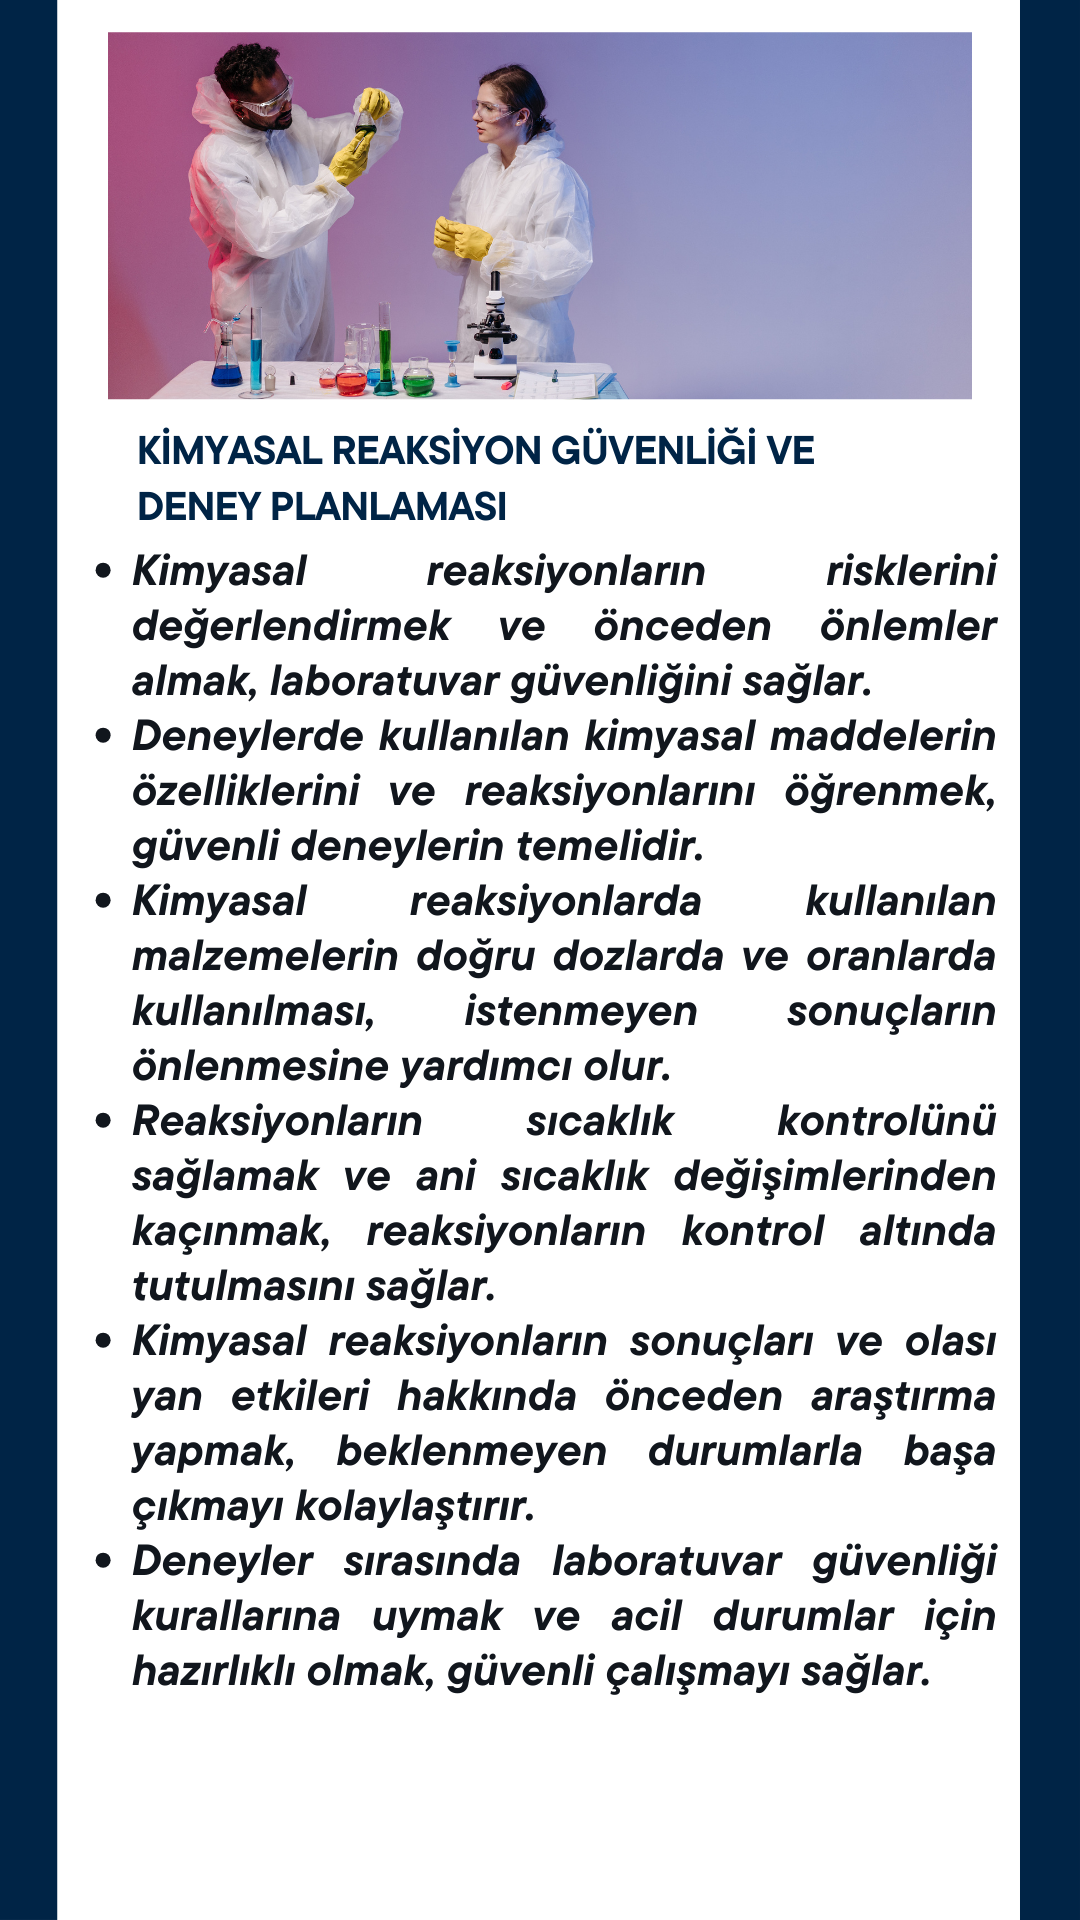 KİMYASAL REAKSİYON GÜVENLİĞİ VE
DENEY PLANLAMASI
• Kimyasal reaksiyonların risklerini
değerlendirmek ve önceden önlemler
almak, laboratuvar güvenliğini sağlar.
• Deneylerde kullanılan kimyasal maddelerin
özelliklerini ve reaksiyonlarını öğrenmek,
güvenli deneylerin temelidir.
• Kimyasal reaksiyonlarda kullanılan
malzemelerin doğru dozlarda ve oranlarda
kullanılması, istenmeyen sonuçların
önlenmesine yardımcı olur.
• Reaksiyonların sıcaklık kontrolünü
sağlamak ve ani sıcaklık değişimlerinden
kaçınmak, reaksiyonların kontrol altında
tutulmasını sağlar.
• Kimyasal reaksiyonların sonuçları ve olası
yan etkileri hakkında önceden araştırma
yapmak, beklenmeyen durumlarla başa
çıkmayı kolaylaştırır.
• Deneyler sırasında laboratuvar güvenliği
kurallarına uymak ve acil durumlar için
hazırlıklı olmak, güvenli çalışmayı sağlar.